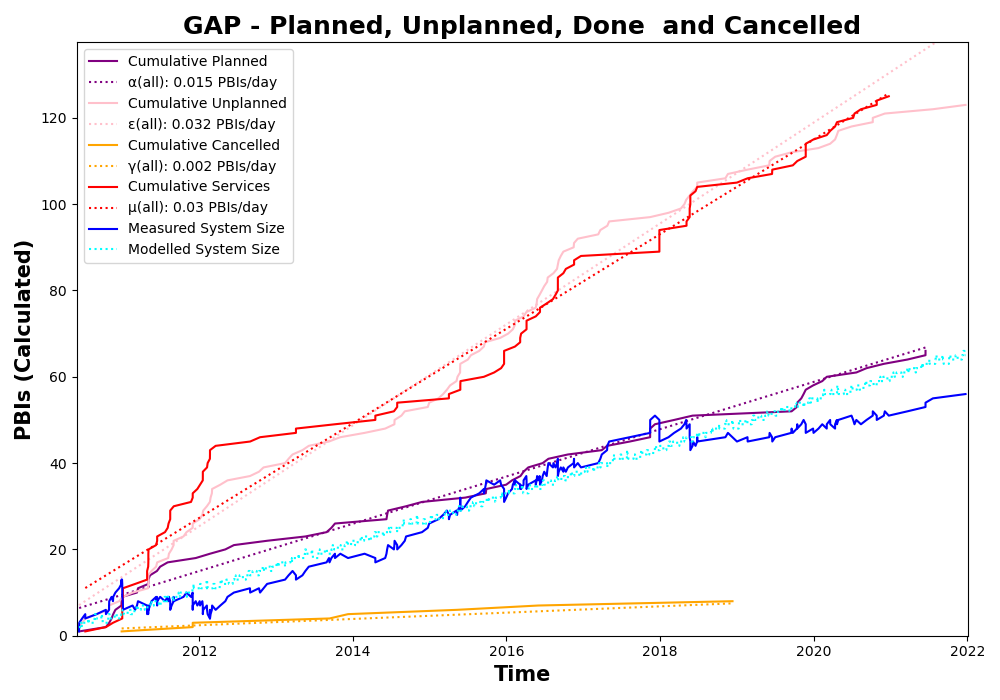 GAP - Planned, Unplanned, Done  and Cancelled
Cumulative Planned
α(all): 0.015 PBIs/day
Cumulative Unplanned
ε(all): 0.032 PBIs/day
Cumulative Cancelled
γ(all): 0.002 PBIs/day
Cumulative Services
μ(all): 0.03 PBIs/day
Measured System Size
Modelled System Size
PBIs (Calculated)
120
100
80
60
40
20
0
2012 2014 2016 2018 2020 2022
Time